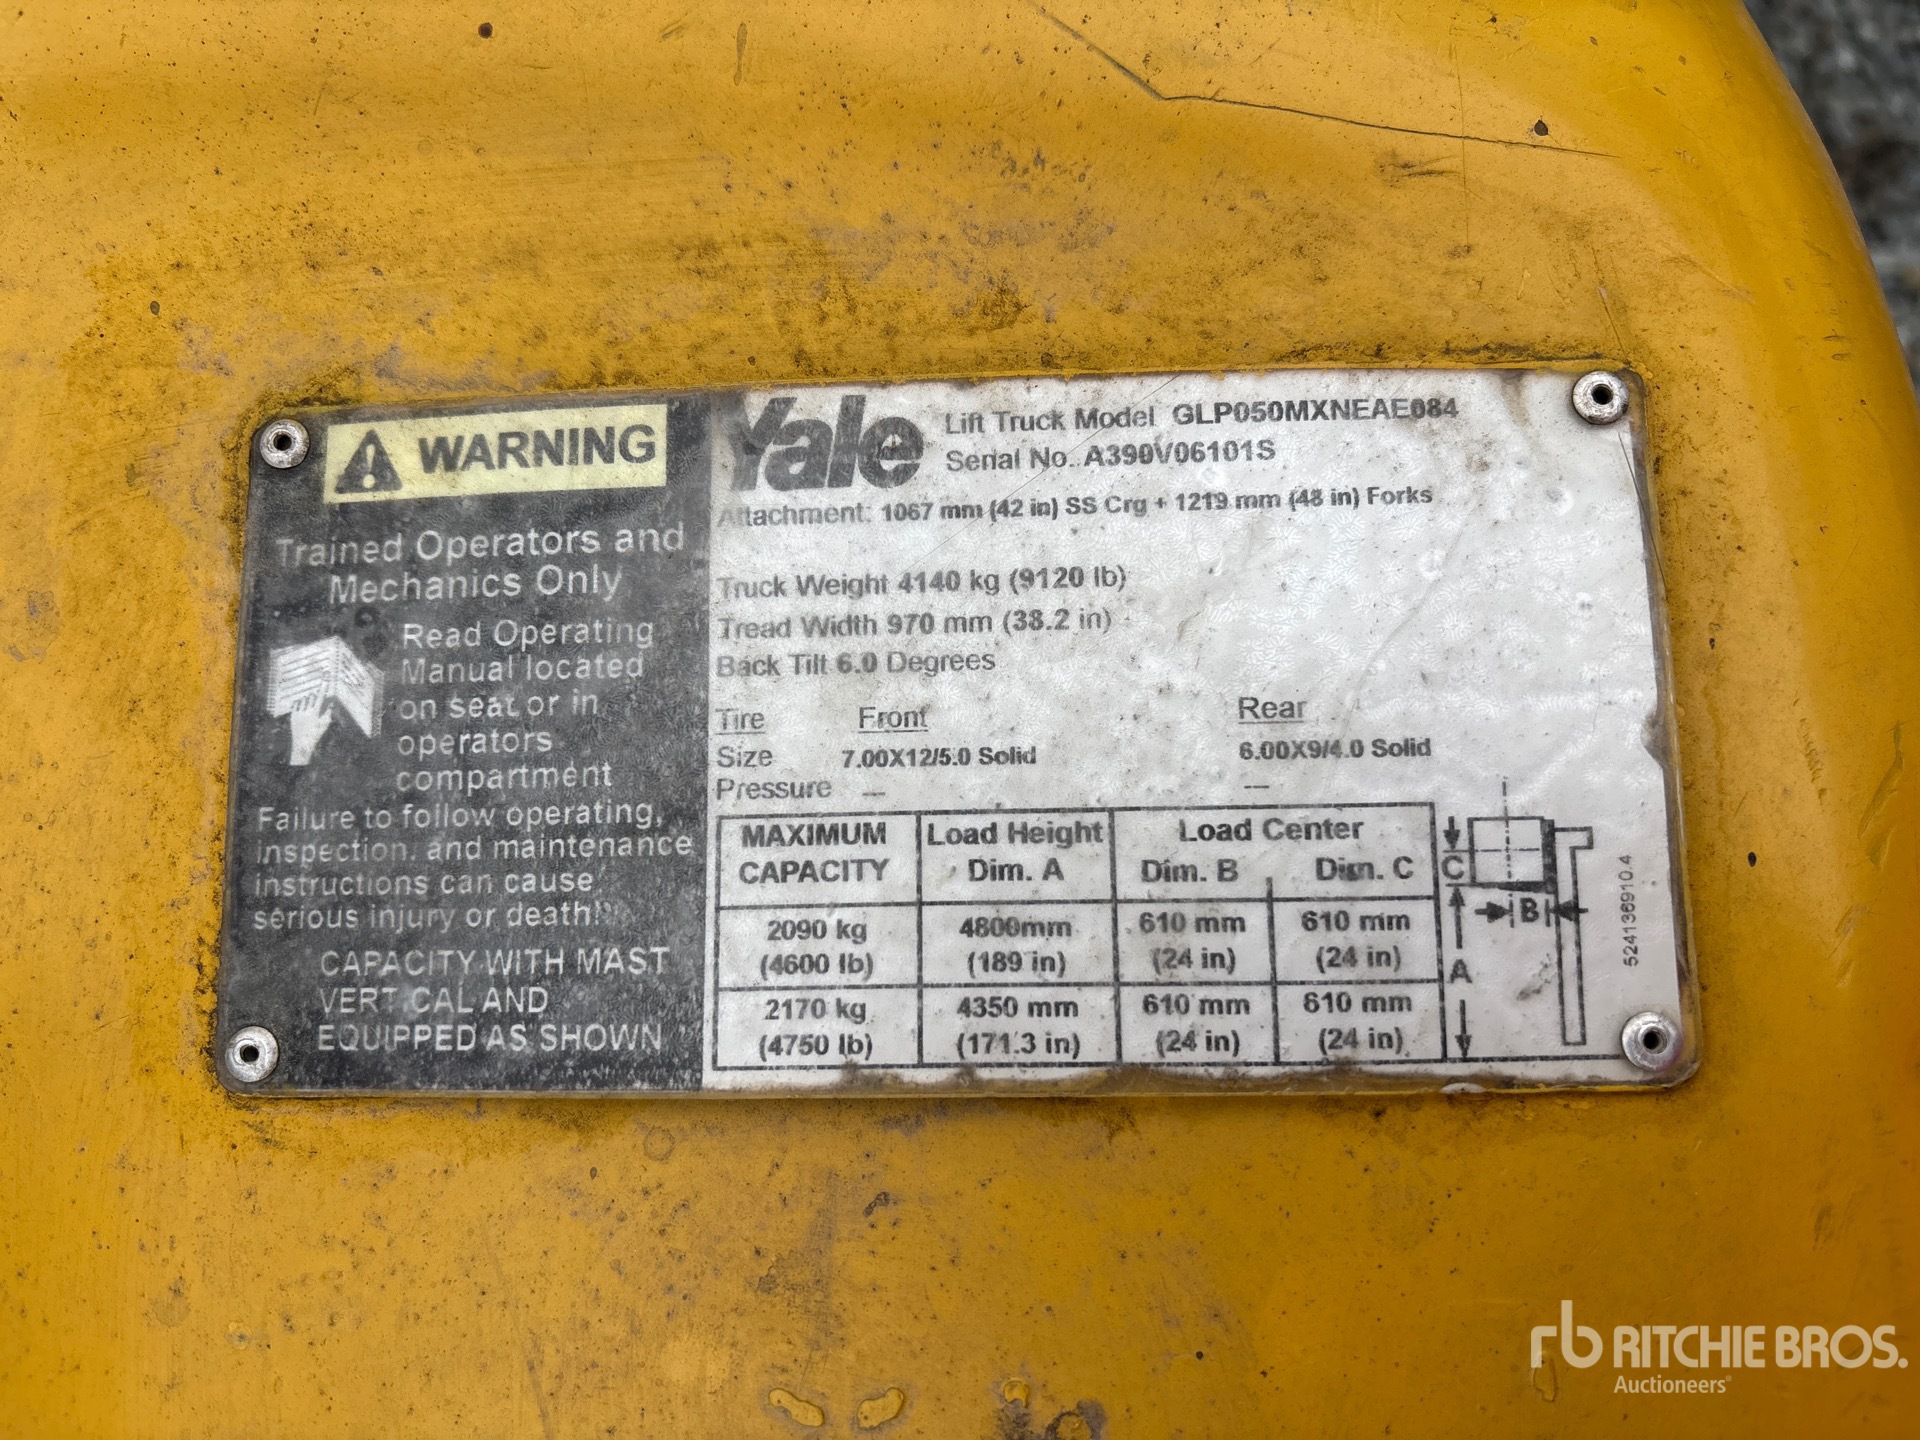 WARNING
Trained Operators and
Mechanics Only
Read Operating
Manual located
on seat or in
operators
compartment
Failure to follow operating,
inspection, and maintenance
instructions can cause
serious injury or death!
CAPACITY WITH MAST
VERTICAL AND
EQUIPPED AS SHOWN
Yale
Lift Truck Model GLP050MXNEAE084
Serial No. A390V06101S
Attachment: 1067 mm (42 in) SS Crg + 1219 mm (48 in) Forks
Truck Weight 4140 kg (9120 lb)
Tread Width 970 mm (38.2 in)
Back Tilt 6.0 Degrees
Tire Front Rear
Size 7.00X12/5.0 Solid 6.00X9/4.0 Solid
Pressure — —
MAXIMUM CAPACITY Load Height Dim. A Load Center Dim. B Dim. C
2090 kg 4800mm 610 mm 610 mm
(4600 lb) (189 in) (24 in) (24 in)
2170 kg 4350 mm 610 mm 610 mm
(4750 lb) (171.3 in) (24 in) (24 in)
C
B
A
524136910.4
rb RITCHIE BROS.
Auctioneers